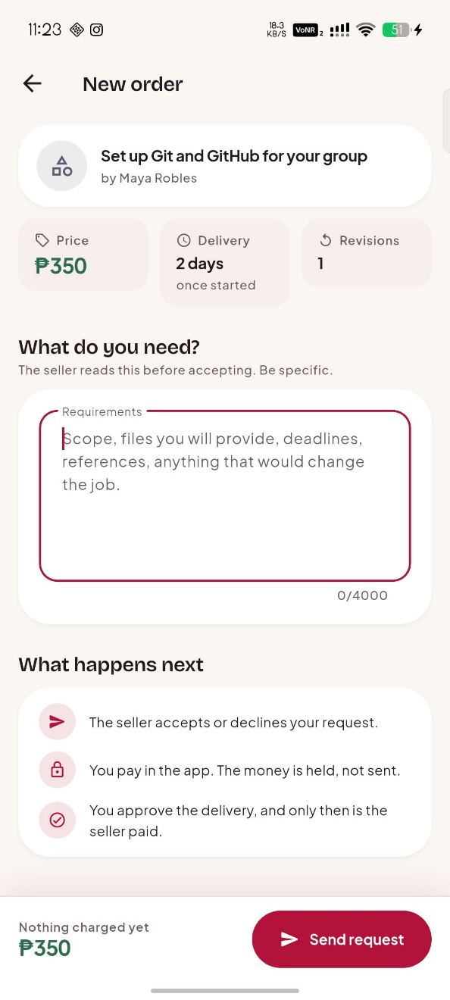 11:23
18.3
KB/S
VoNR 2
51
New order
Set up Git and GitHub for your group
by Maya Robles
Price
₱350
Delivery
2 days
once started
Revisions
1
What do you need?
The seller reads this before accepting. Be specific.
Requirements
Scope, files you will provide, deadlines,
references, anything that would change
the job.
0/4000
What happens next
The seller accepts or declines your request.
You pay in the app. The money is held, not sent.
You approve the delivery, and only then is the
seller paid.
Nothing charged yet
₱350
Send request